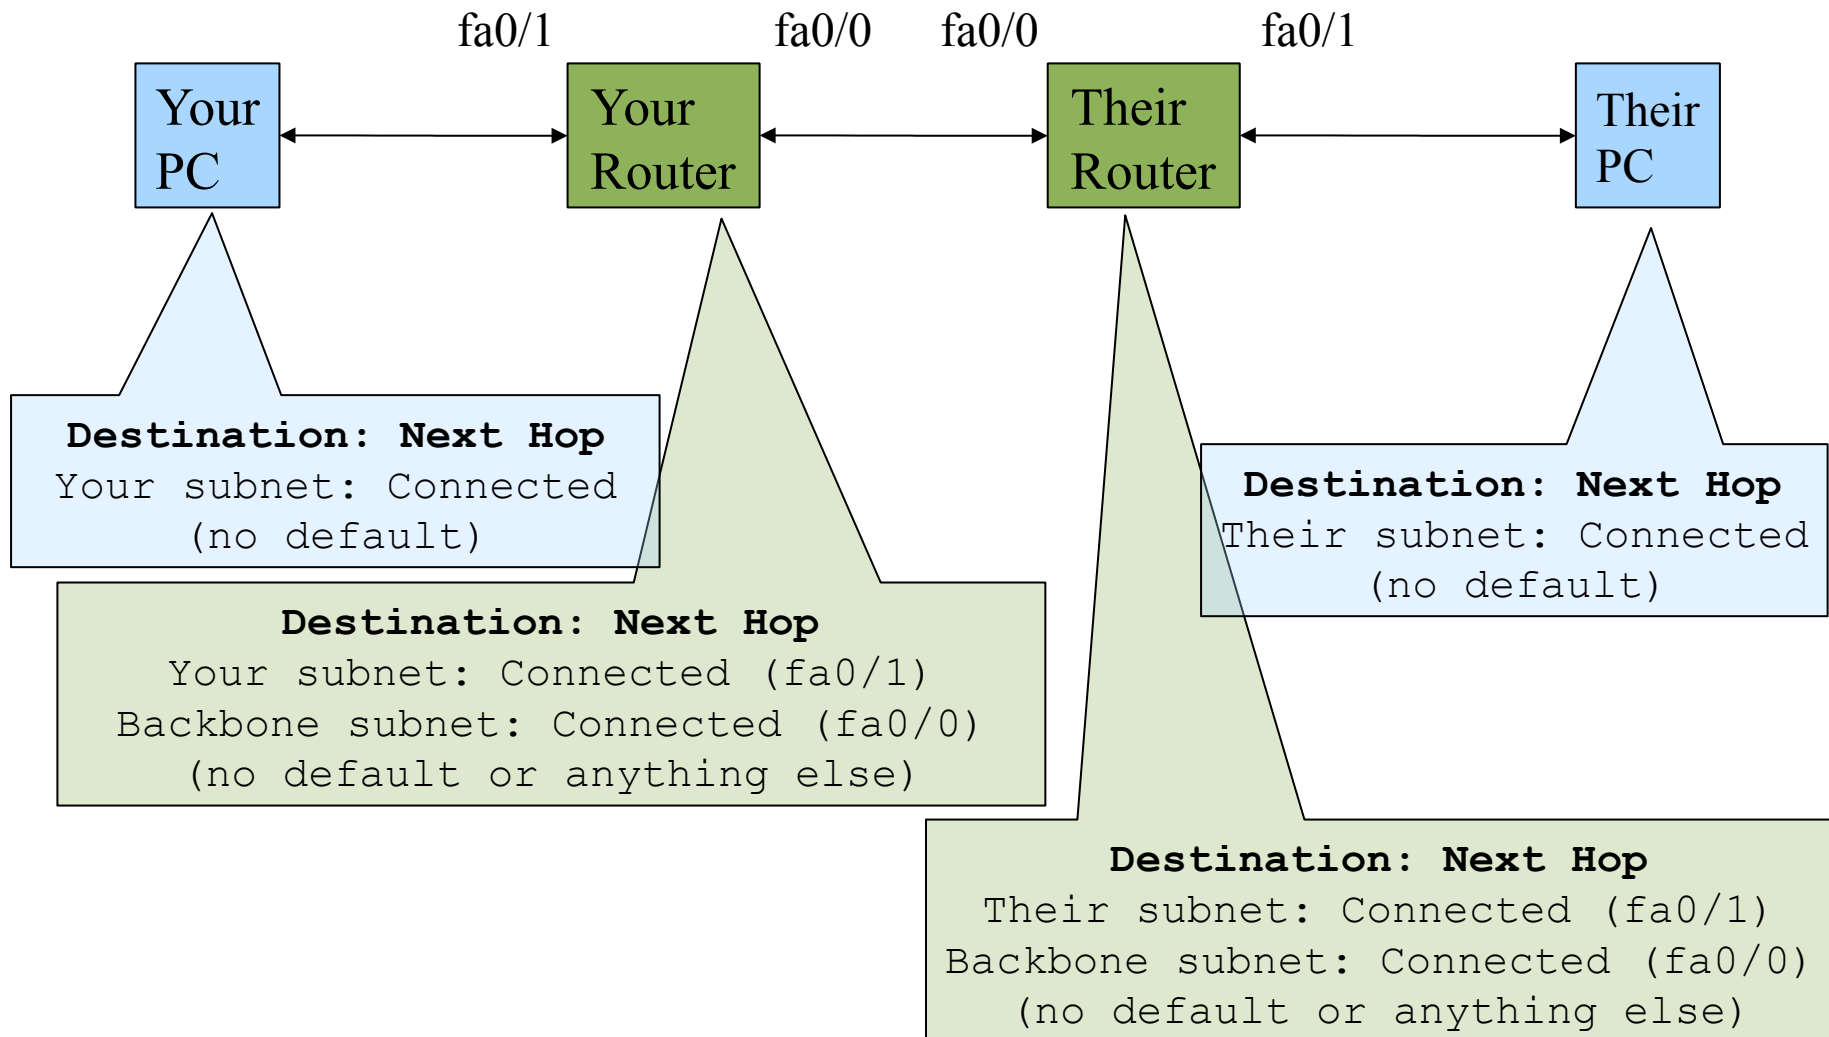 fa0/1 fa0/0 fa0/0 fa0/1
Your
PC
Your
Router
Their
Router
Their
PC
Destination: Next Hop
Your subnet: Connected
(no default)
Destination: Next Hop
Their subnet: Connected
(no default)
Destination: Next Hop
Your subnet: Connected (fa0/1)
Backbone subnet: Connected (fa0/0)
(no default or anything else)
Destination: Next Hop
Their subnet: Connected (fa0/1)
Backbone subnet: Connected (fa0/0)
(no default or anything else)